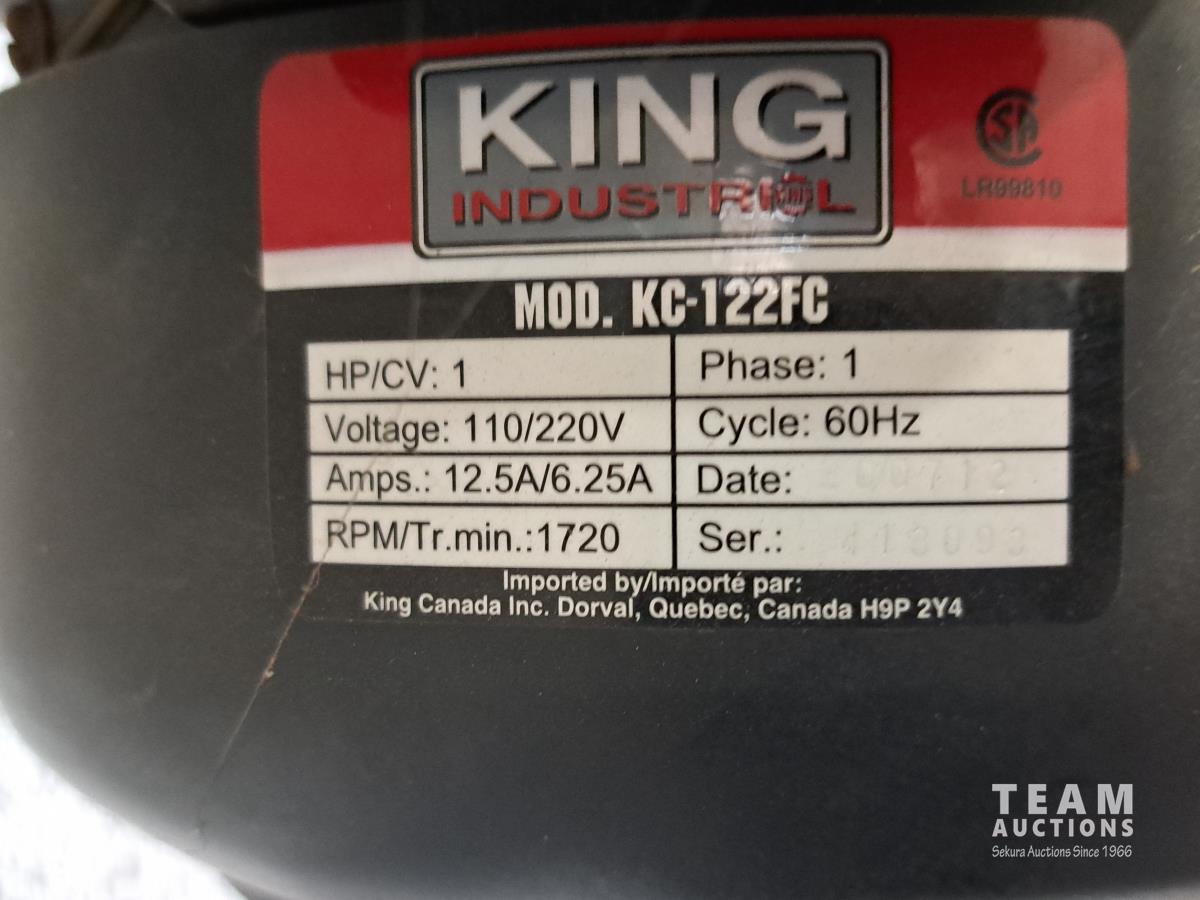 KING
INDUSTRIAL
CSA
LR99810
MOD. KC-122FC
HP/CV: 1
Phase: 1
Voltage: 110/220V
Cycle: 60Hz
Amps.: 12.5A/6.25A
Date:
RPM/Tr.min.:1720
Ser.:
Imported by/Importé par:
King Canada Inc. Dorval, Quebec, Canada H9P 2Y4
TEAM
AUCTIONS
Sekura Auctions Since 1966